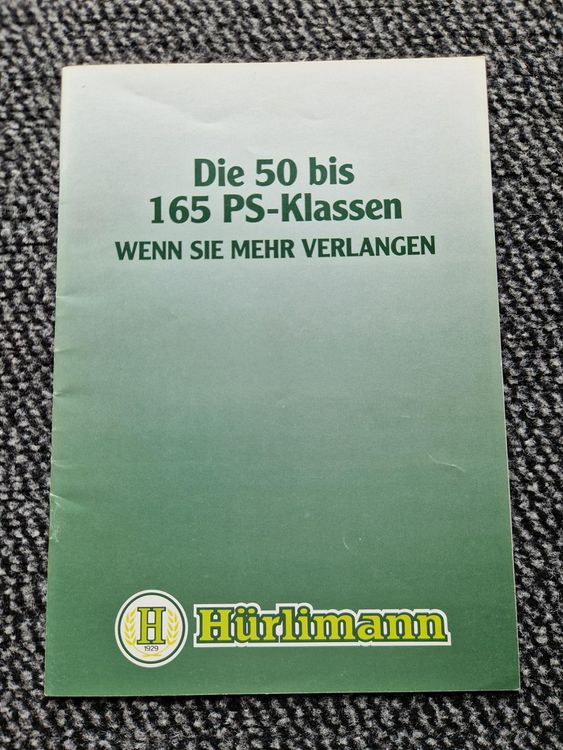 Die 50 bis
165 PS-Klassen
WENN SIE MEHR VERLANGEN
H
1929
Hürlimann